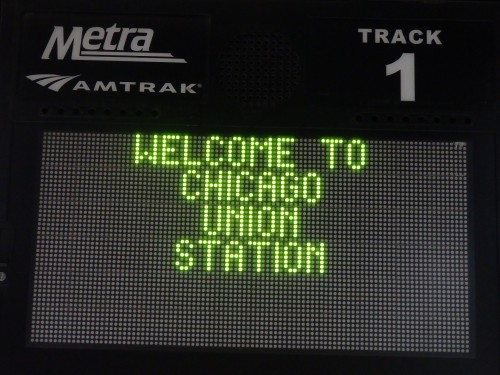 Metra
AMTRAK
TRACK
1
WELCOME TO
CHICAGO
UNION
STATION